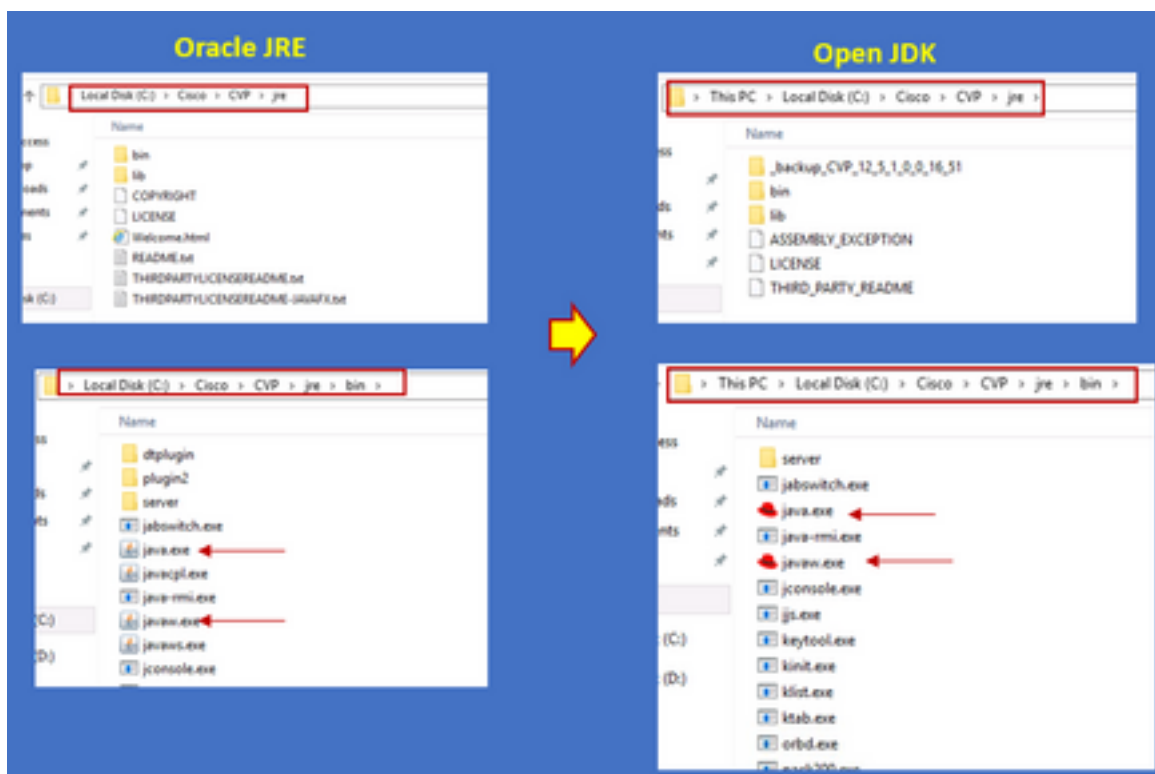 Oracle JRE
Local Disk (C:) › Cisco › CVP › jre
Name
bin
lib
COPYRIGHT
LICENSE
Welcome.html
README.txt
THIRDPARTYLICENSEREADME.txt
THIRDPARTYLICENSEREADME-JAVAFX.txt
sk (C:)
› Local Disk (C:) › Cisco › CVP › jre › bin ›
Name
dtplugin
plugin2
server
jabswitch.exe
java.exe
javacpl.exe
java-rmi.exe
javaw.exe
javaws.exe
jconsole.exe
(C:)
(D:)
Open JDK
› This PC › Local Disk (C:) › Cisco › CVP › jre ›
Name
_backup_CVP_12_5_1_0_0_16_51
bin
lib
ASSEMBLY_EXCEPTION
LICENSE
THIRD_PARTY_README
› This PC › Local Disk (C:) › Cisco › CVP › jre › bin ›
Name
server
jabswitch.exe
java.exe
java-rmi.exe
javaw.exe
jconsole.exe
jjs.exe
keytool.exe
kinit.exe
klist.exe
ktab.exe
orbd.exe
(C:)
(D:)